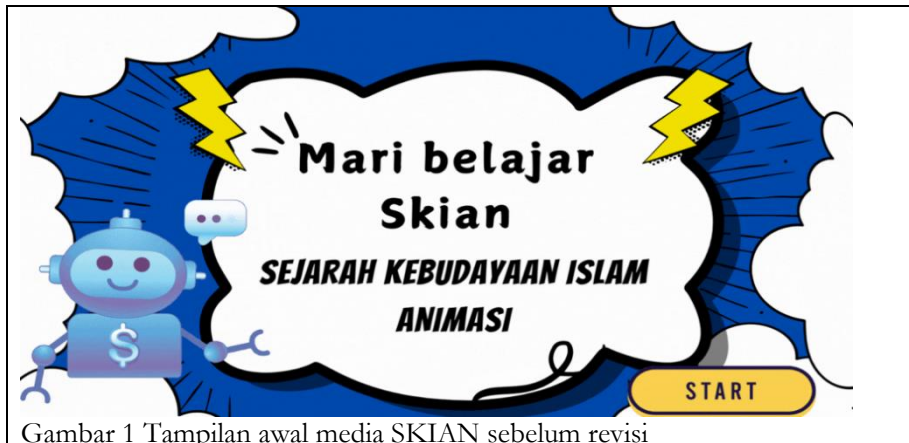 Mari belajar
Skian
SEJARAH KEBUDAYAAN ISLAM
ANIMASI
$
START
Gambar 1 Tampilan awal media SKIAN sebelum revisi